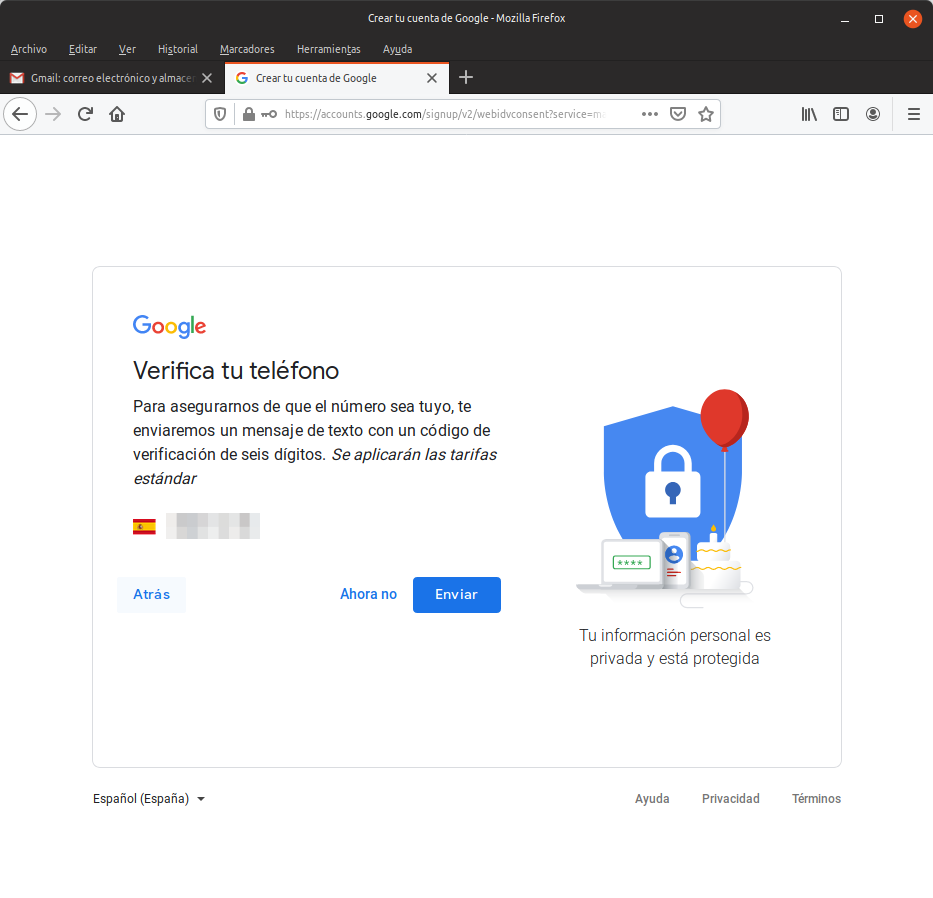 Crear tu cuenta de Google - Mozilla Firefox
Archivo Editar Ver Historial Marcadores Herramientas Ayuda
Gmail: correo electrónico y almacen
Crear tu cuenta de Google
https://accounts.google.com/signup/v2/webidvconsent?service=ma
Google
Verifica tu teléfono
Para asegurarnos de que el número sea tuyo, te
enviaremos un mensaje de texto con un código de
verificación de seis dígitos. Se aplicarán las tarifas
estándar
Atrás
Ahora no
Enviar
****
Tu información personal es
privada y está protegida
Español (España)
Ayuda
Privacidad
Términos